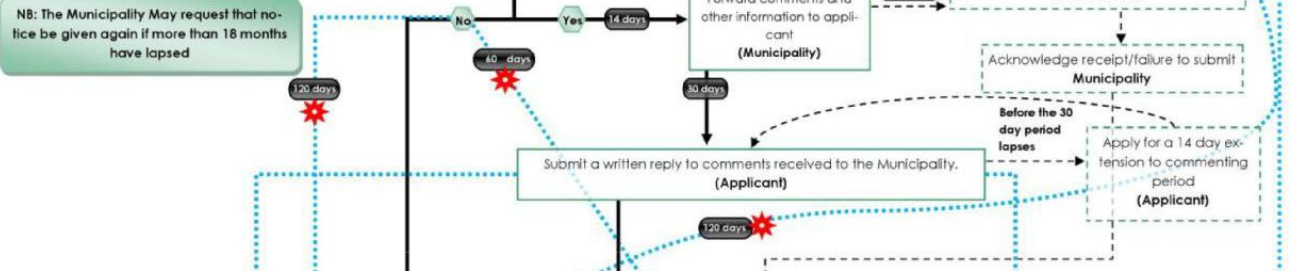 NB: The Municipality May request that no-
tice be given again if more than 18 months
have lapsed
No
Yes
14 days
Forward comments and
other information to appli-
cant
(Municipality)
60 days
120 days
30 days
Acknowledge receipt/failure to submit
Municipality
Before the 30
day period
lapses
Apply for a 14 day ex-
tension to commenting
period
(Applicant)
Submit a written reply to comments received to the Municipality.
(Applicant)
120 days